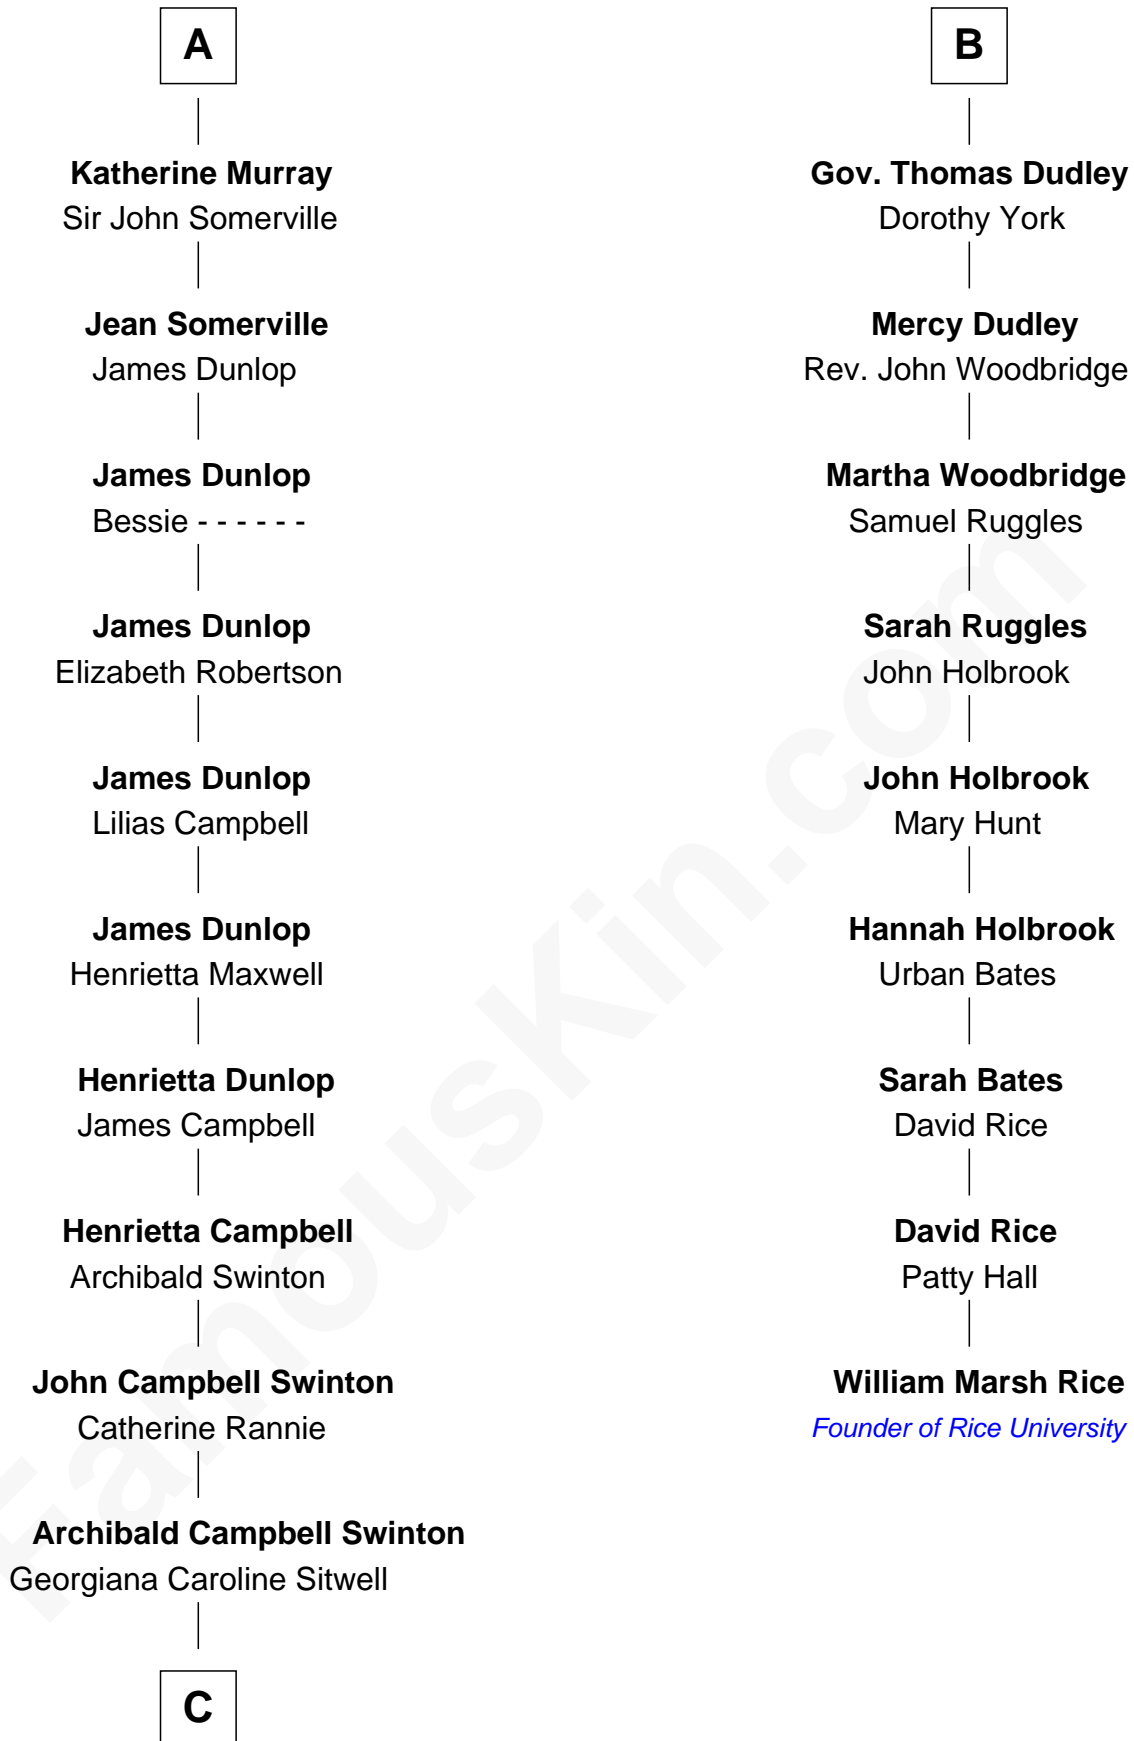 A
Katherine Murray
Sir John Somerville
Jean Somerville
James Dunlop
James Dunlop
Bessie - - - - - -
James Dunlop
Elizabeth Robertson
James Dunlop
Lilias Campbell
James Dunlop
Henrietta Maxwell
Henrietta Dunlop
James Campbell
Henrietta Campbell
Archibald Swinton
John Campbell Swinton
Catherine Rannie
Archibald Campbell Swinton
Georgiana Caroline Sitwell
C
B
Gov. Thomas Dudley
Dorothy York
Mercy Dudley
Rev. John Woodbridge
Martha Woodbridge
Samuel Ruggles
Sarah Ruggles
John Holbrook
John Holbrook
Mary Hunt
Hannah Holbrook
Urban Bates
Sarah Bates
David Rice
David Rice
Patty Hall
William Marsh Rice
Founder of Rice University
FamousKin.com